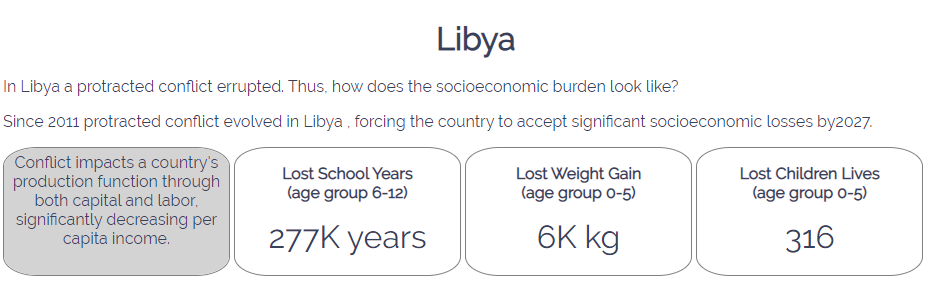 Libya
In Libya a protracted conflict errupted. Thus, how does the socioeconomic burden look like?
Since 2011 protracted conflict evolved in Libya , forcing the country to accept significant socioeconomic losses by2027.
Conflict impacts a country's
production function through
both capital and labor,
significantly decreasing per
capita income.
Lost School Years
(age group 6-12)
277K years
Lost Weight Gain
(age group 0-5)
6K kg
Lost Children Lives
(age group 0-5)
316